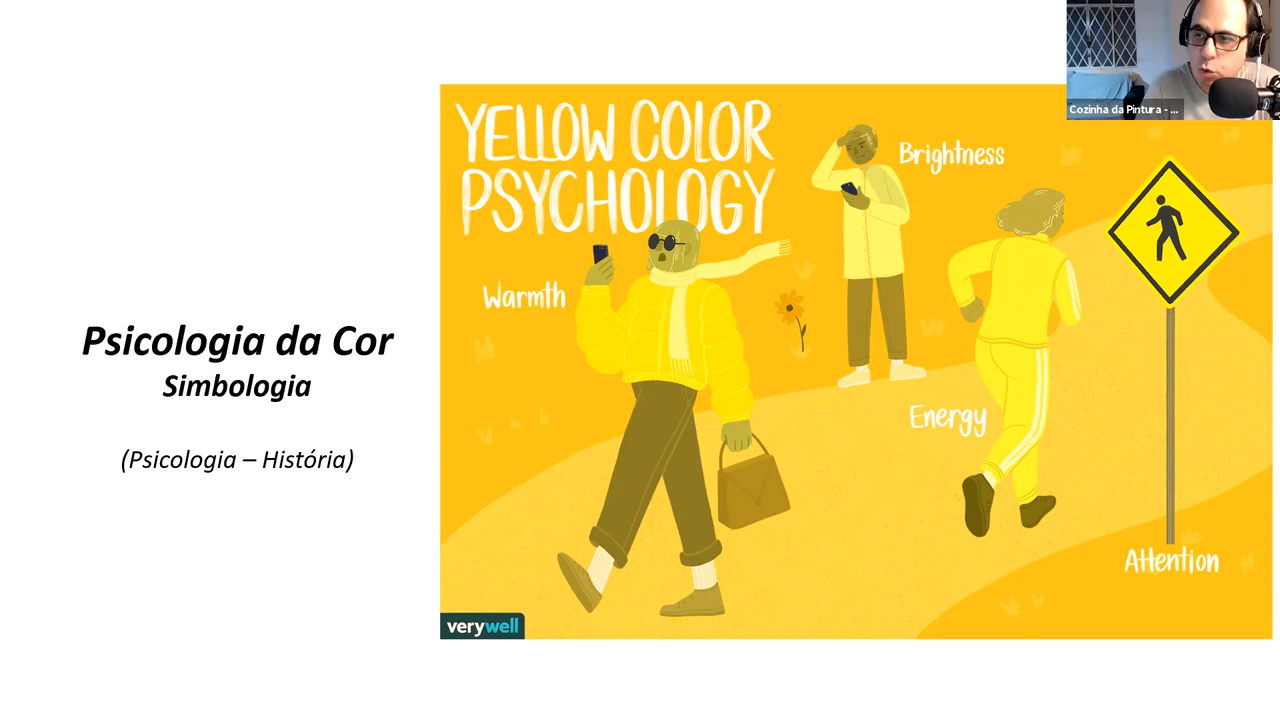 Cozinha da Pintura - ...
YELLOW COLOR
PSYCHOLOGY
Brightness
Warmth
Psicologia da Cor
Simbologia
(Psicologia – História)
Energy
Attention
verywell